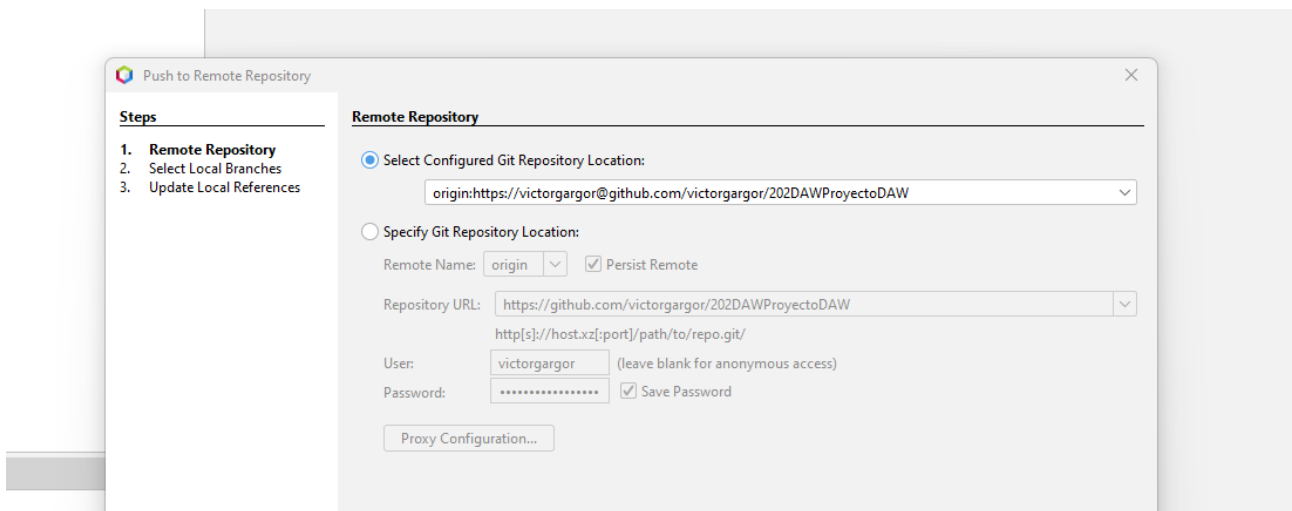 Push to Remote Repository
Steps
1. Remote Repository
2. Select Local Branches
3. Update Local References
Remote Repository
Select Configured Git Repository Location:
origin:https://victorgargor@github.com/victorgargor/202DAWProyectoDAW
Specify Git Repository Location:
Remote Name: origin Persist Remote
Repository URL: https://github.com/victorgargor/202DAWProyectoDAW
http[s]://host.xz[:port]/path/to/repo.git/
User: victorgargor (leave blank for anonymous access)
Password: ••••••••••••••••• Save Password
Proxy Configuration...